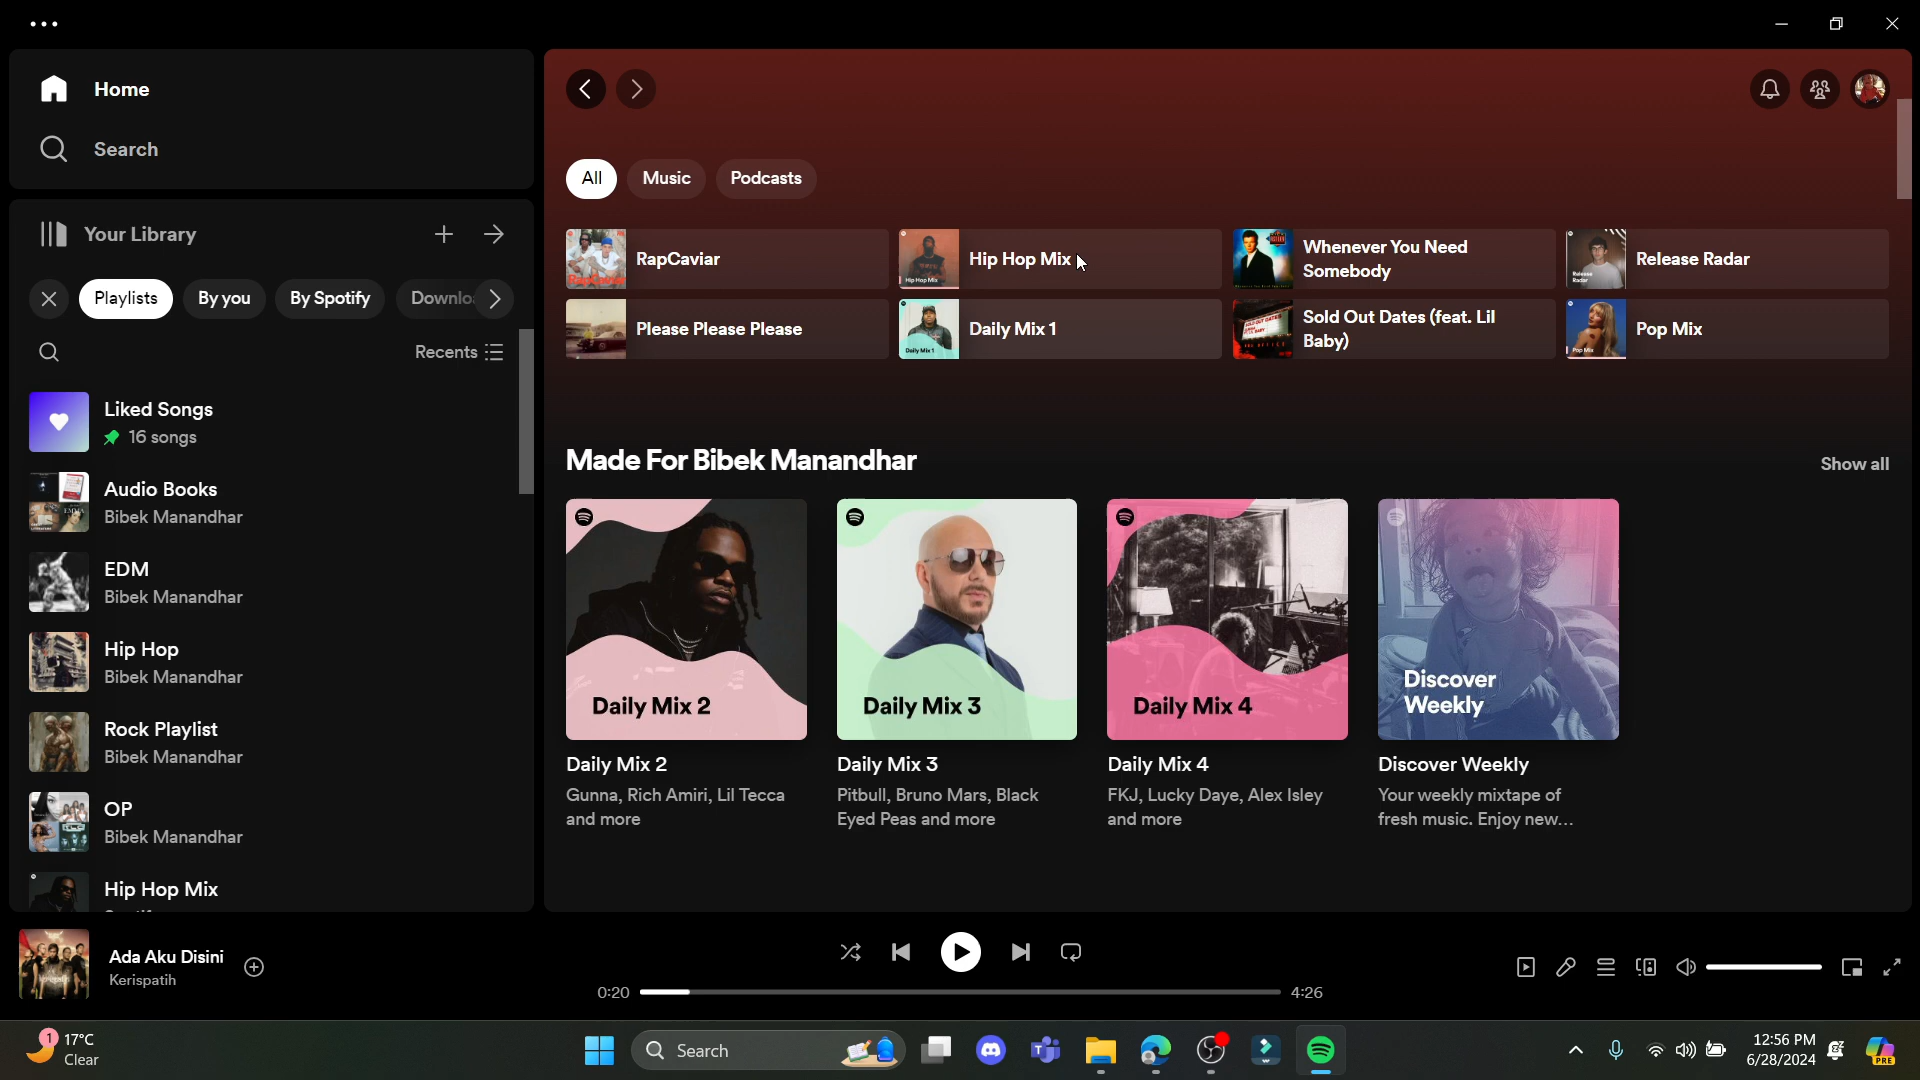 Home
Search
Your Library
Playlists
By you
By Spotify
Downlo
Recents
Liked Songs
16 songs
Audio Books
Bibek Manandhar
EDM
Bibek Manandhar
Hip Hop
Bibek Manandhar
Rock Playlist
Bibek Manandhar
OP
Bibek Manandhar
Hip Hop Mix
All
Music
Podcasts
RapCaviar
Hip Hop Mix
Whenever You Need
Somebody
Release Radar
Please Please Please
Daily Mix 1
Sold Out Dates (feat. Lil
Baby)
Pop Mix
Made For Bibek Manandhar
Show all
Daily Mix 2
Daily Mix 3
Daily Mix 4
Discover
Weekly
Daily Mix 2
Gunna, Rich Amiri, Lil Tecca
and more
Daily Mix 3
Pitbull, Bruno Mars, Black
Eyed Peas and more
Daily Mix 4
FKJ, Lucky Daye, Alex Isley
and more
Discover Weekly
Your weekly mixtape of
fresh music. Enjoy new...
Ada Aku Disini
Kerispatih
0:20
4:26
1
17°C
Clear
Search
12:56 PM
6/28/2024
PRE